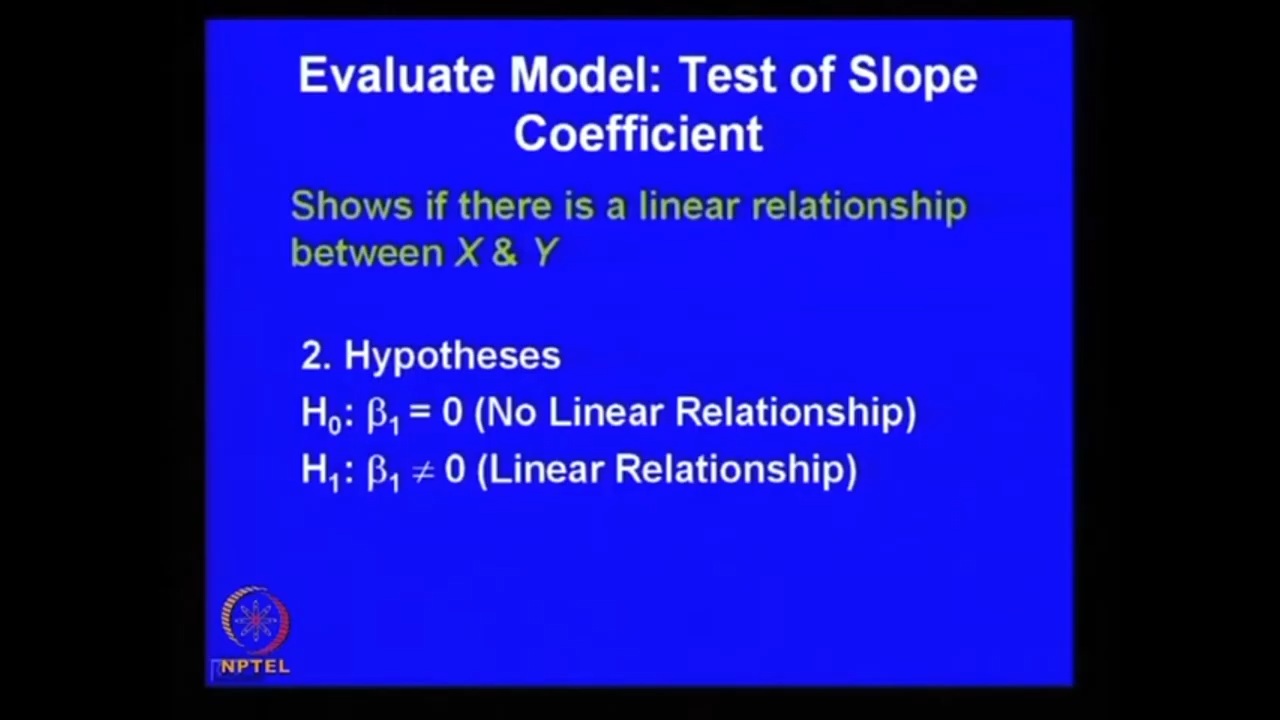 Evaluate Model: Test of Slope
Coefficient
Shows if there is a linear relationship
between X & Y
2. Hypotheses
H₀: β₁ = 0 (No Linear Relationship)
H₁: β₁ ≠ 0 (Linear Relationship)
NPTEL